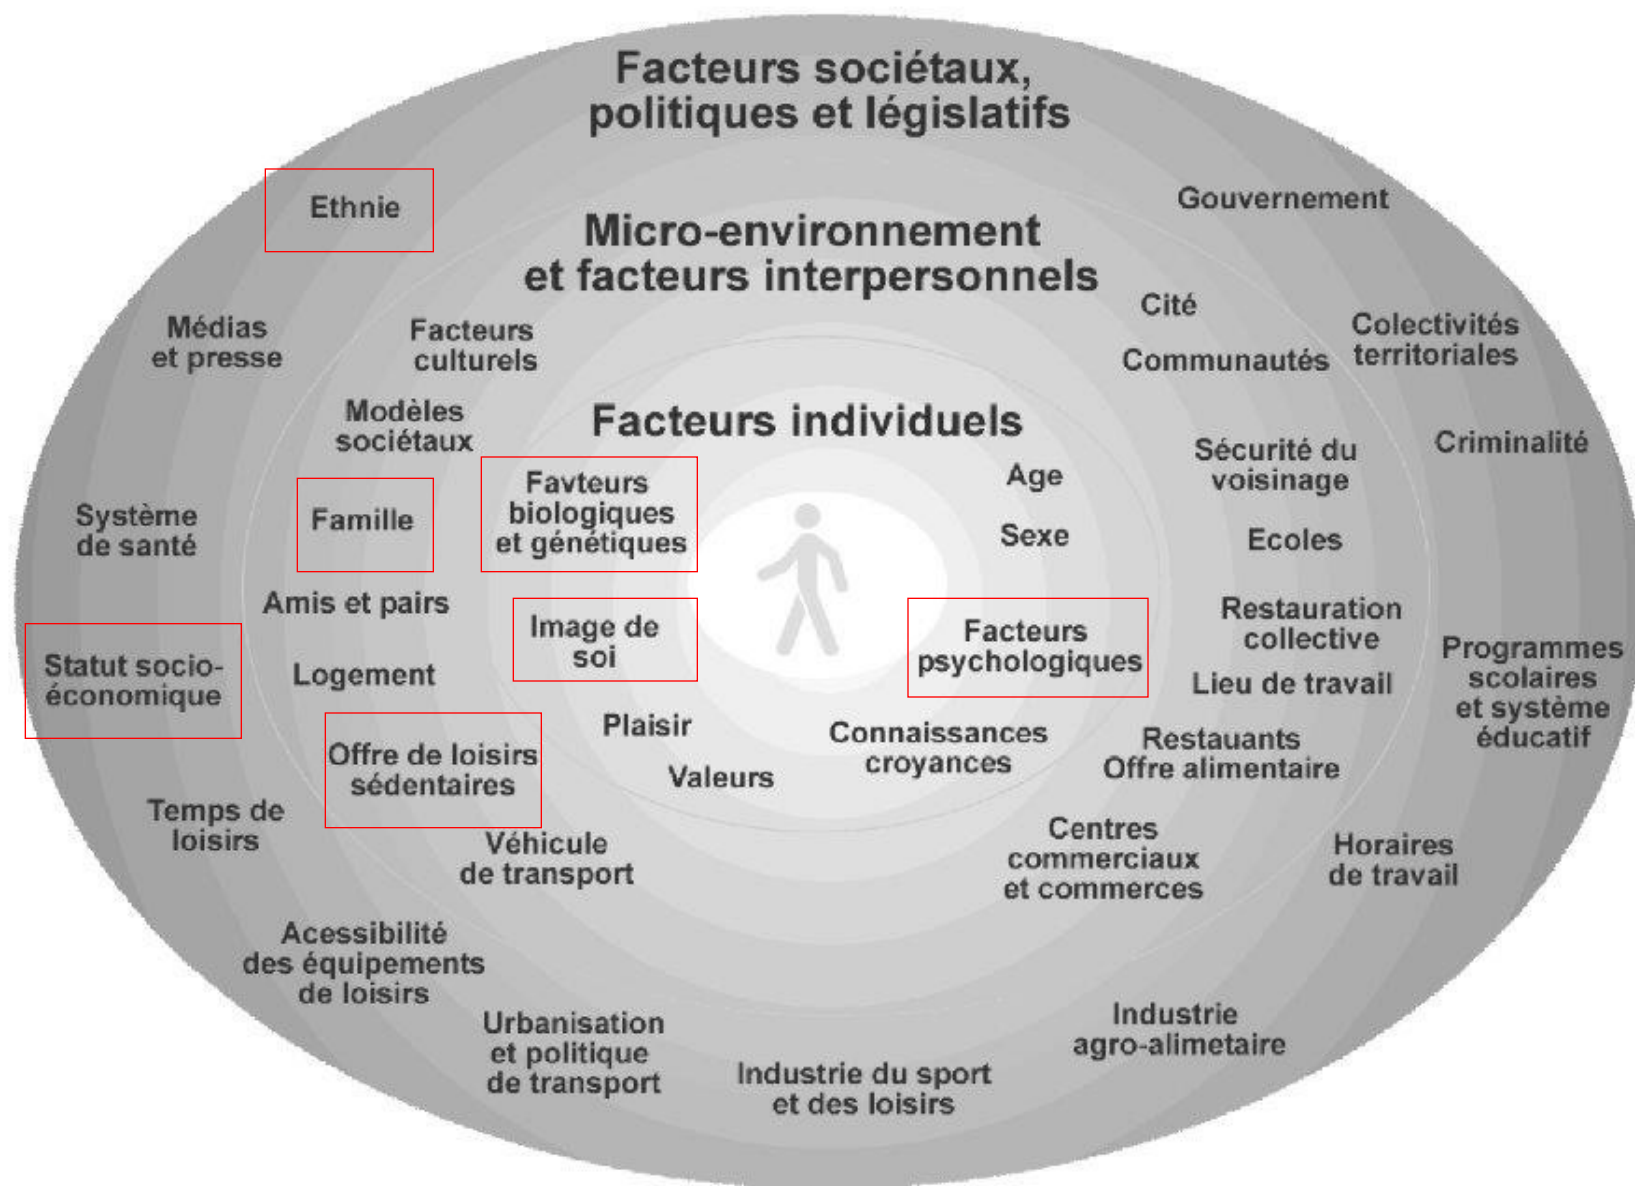 Facteurs sociétaux,
politiques et législatifs
Ethnie
Gouvernement
Micro-environnement
et facteurs interpersonnels
Médias
et presse
Facteurs
culturels
Cité
Communautés
Colectivités
territoriales
Modèles
sociétaux
Facteurs individuels
Sécurité du
voisinage
Criminalité
Système
de santé
Famille
Favteurs
biologiques
et génétiques
Age
Sexe
Ecoles
Amis et pairs
Image de
soi
Facteurs
psychologiques
Restauration
collective
Statut socio-
économique
Logement
Lieu de travail
Programmes
scolaires
et système
éducatif
Offre de loisirs
sédentaires
Plaisir
Valeurs
Connaissances
croyances
Restauants
Offre alimentaire
Temps de
loisirs
Véhicule
de transport
Centres
commerciaux
et commerces
Horaires
de travail
Acessibilité
des équipements
de loisirs
Urbanisation
et politique
de transport
Industrie du sport
et des loisirs
Industrie
agro-alimetaire